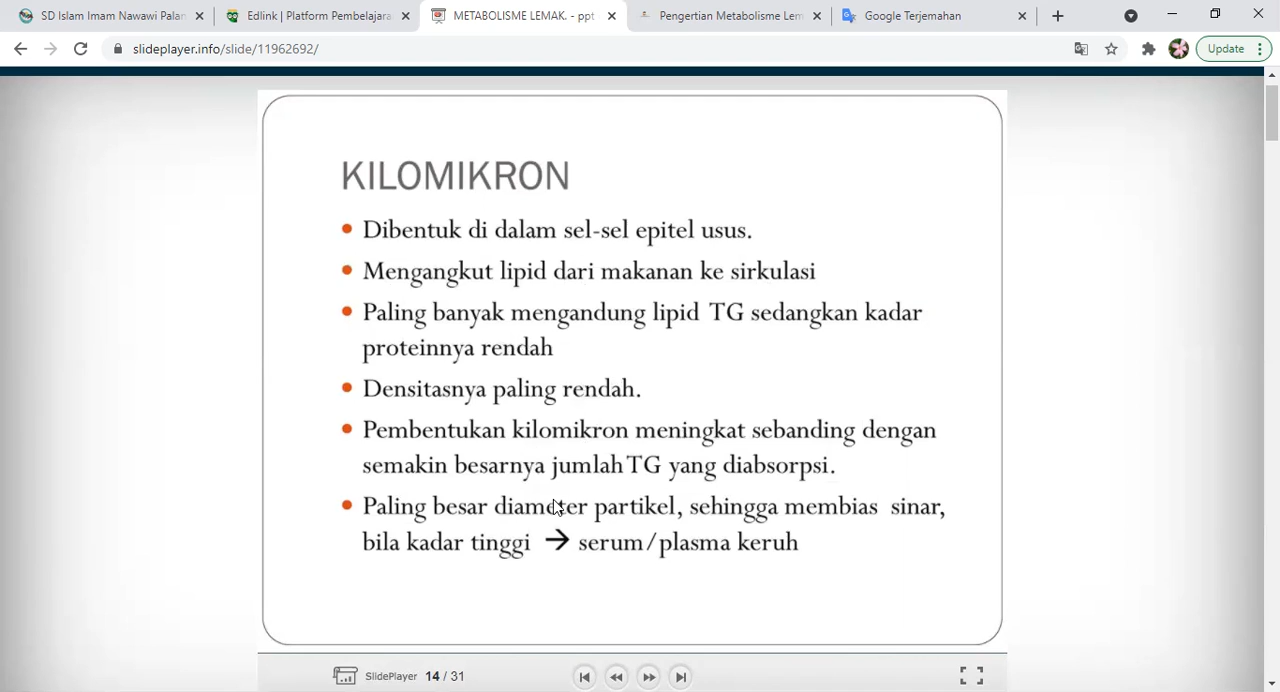 SD Islam Imam Nawawi Palan
Edlink | Platform Pembelajara
METABOLISME LEMAK. - ppt
Pengertian Metabolisme Lem
Google Terjemahan
slideplayer.info/slide/11962692/
Update
KILOMIKRON
• Dibentuk di dalam sel-sel epitel usus.
• Mengangkut lipid dari makanan ke sirkulasi
• Paling banyak mengandung lipid TG sedangkan kadar
proteinnya rendah
• Densitasnya paling rendah.
• Pembentukan kilomikron meningkat sebanding dengan
semakin besarnya jumlah TG yang diabsorpsi.
• Paling besar diameter partikel, sehingga membias sinar,
bila kadar tinggi → serum/plasma keruh
SlidePlayer 14 / 31